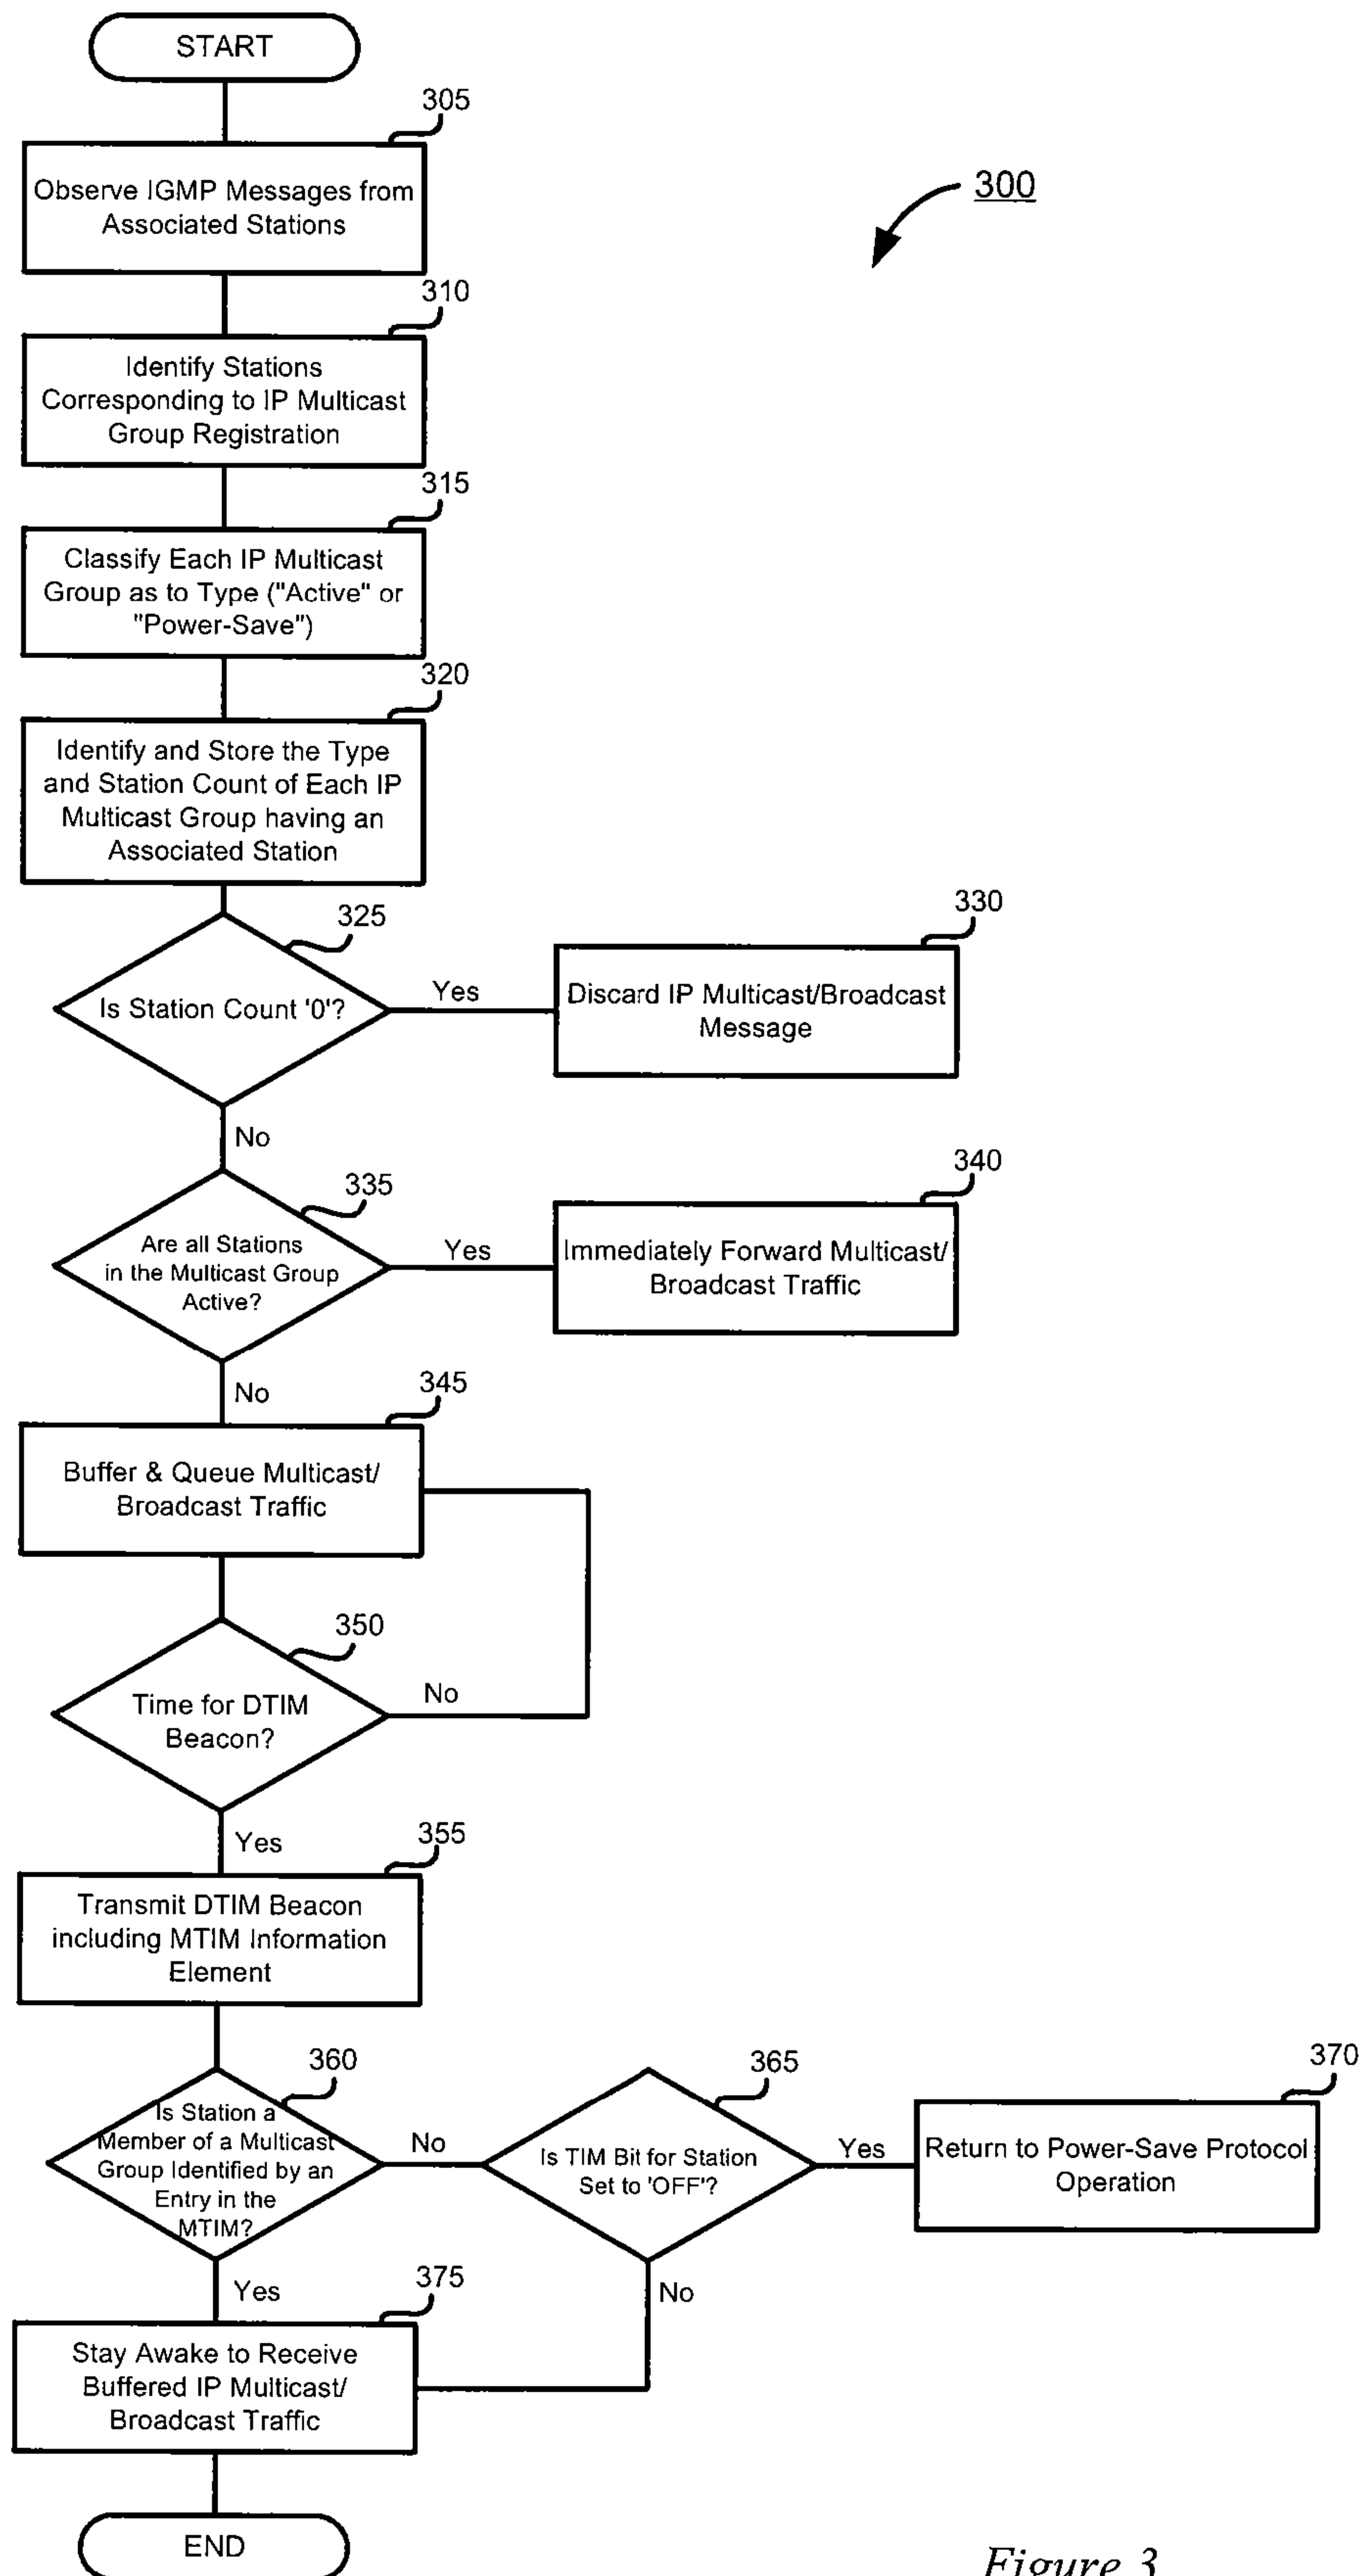 START
305
Observe IGMP Messages from
Associated Stations
300
310
Identify Stations
Corresponding to IP Multicast
Group Registration
315
Classify Each IP Multicast
Group as to Type ("Active" or
"Power-Save")
320
Identify and Store the Type
and Station Count of Each IP
Multicast Group having an
Associated Station
325
Is Station Count '0'?
Yes
330
Discard IP Multicast/Broadcast
Message
No
335
Are all Stations
in the Multicast Group
Active?
Yes
340
Immediately Forward Multicast/
Broadcast Traffic
No
345
Buffer & Queue Multicast/
Broadcast Traffic
350
Time for DTIM
Beacon?
No
Yes
355
Transmit DTIM Beacon
including MTIM Information
Element
360
Is Station a
Member of a Multicast
Group Identified by an
Entry in the
MTIM?
No
365
Is TIM Bit for Station
Set to 'OFF'?
Yes
370
Return to Power-Save Protocol
Operation
Yes
No
375
Stay Awake to Receive
Buffered IP Multicast/
Broadcast Traffic
END
Figure 3